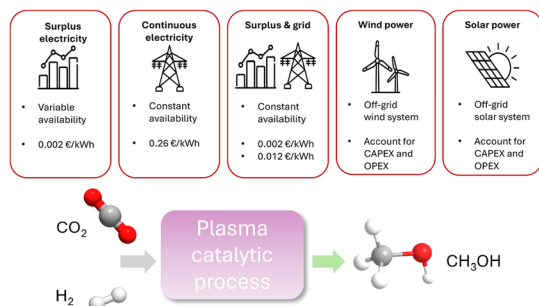 Surplus
electricity
• Variable
availability
• 0.002 €/kWh
Continuous
electricity
• Constant
availability
• 0.26 €/kWh
Surplus & grid
• Constant
availability
• 0.002 €/kWh
• 0.012 €/kWh
Wind power
• Off-grid
wind system
• Account for
CAPEX and
OPEX
Solar power
• Off-grid
solar system
• Account for
CAPEX and
OPEX
CO₂
H₂
Plasma
catalytic
process
CH₃OH